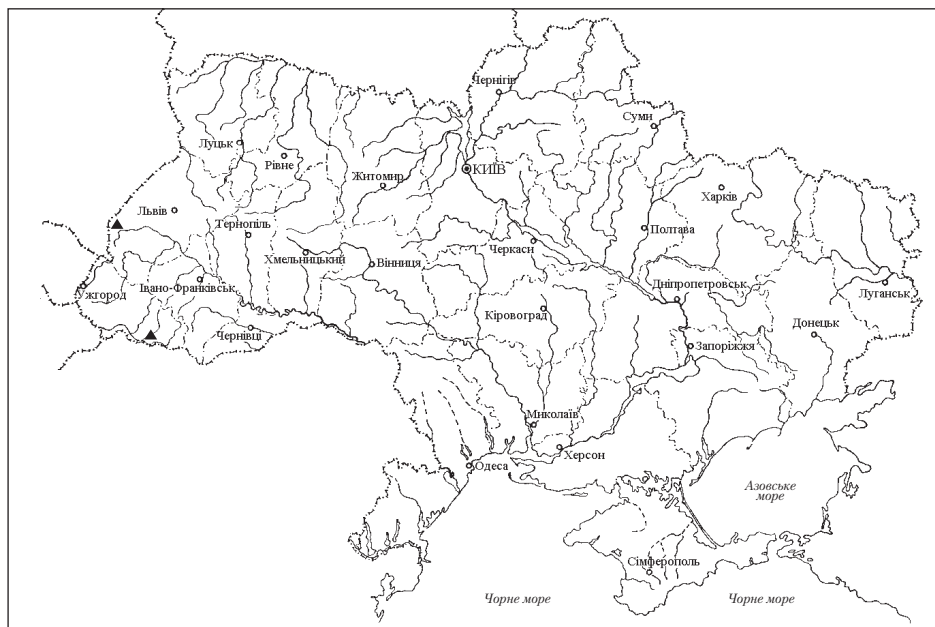 Чернігів
Суми
Луцьк
Рівне
КИЇВ
Житомир
Харків
Львів
Тернопіль
Полтава
Черкаси
Хмельницький
Вінниця
Ужгород
Івано-Франківськ
Дніпропетровськ
Луганськ
Кіровоград
Донецьк
Чернівці
Запоріжжя
Миколаїв
Херсон
Одеса
Азовське
море
Сімферополь
Чорне море
Чорне море